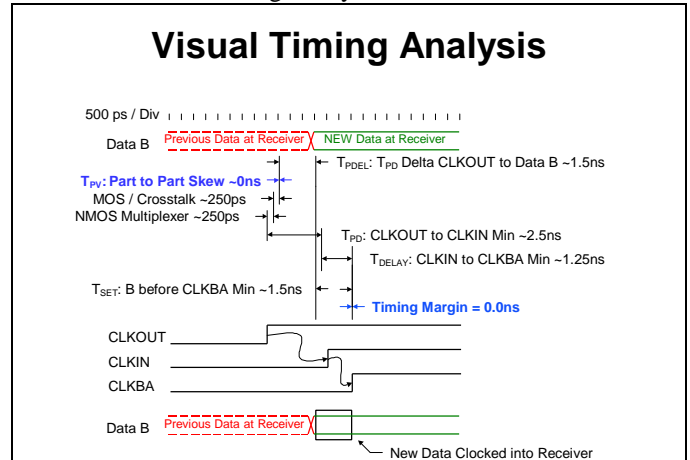 Visual Timing Analysis
500 ps / Div
Data B
Previous Data at Receiver
NEW Data at Receiver
TPDEL: TPD Delta CLKOUT to Data B ~1.5ns
TPV: Part to Part Skew ~0ns
MOS / Crosstalk ~250ps
NMOS Multiplexer ~250ps
TPD: CLKOUT to CLKIN Min ~2.5ns
TDELAY: CLKIN to CLKBA Min ~1.25ns
TSET: B before CLKBA Min ~1.5ns
Timing Margin = 0.0ns
CLKOUT
CLKIN
CLKBA
Data B
Previous Data at Receiver
New Data Clocked into Receiver